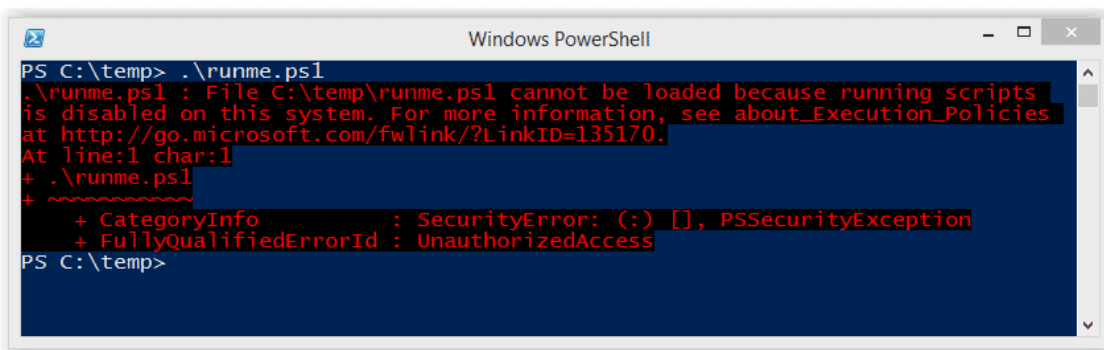 Windows PowerShell
PS C:\temp> .\runme.ps1
.\runme.ps1 : File C:\temp\runme.ps1 cannot be loaded because running scripts
is disabled on this system. For more information, see about_Execution_Policies
at http://go.microsoft.com/fwlink/?LinkID=135170.
At line:1 char:1
+ .\runme.ps1
+ ~~~~~~~~~~~
    + CategoryInfo          : SecurityError: (:) [], PSSecurityException
    + FullyQualifiedErrorId : UnauthorizedAccess
PS C:\temp>